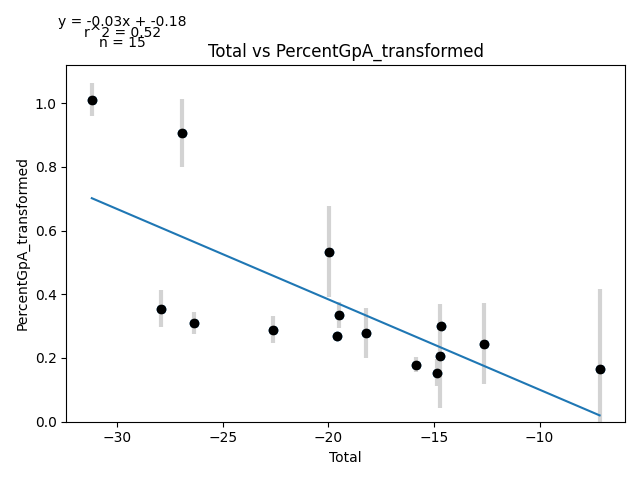 y = -0.03x + -0.18
r^2 = 0.52
n = 15
Total vs PercentGpA_transformed
PercentGpA_transformed
1.0
0.8
0.6
0.4
0.2
0.0
−30
−25
−20
−15
−10
Total